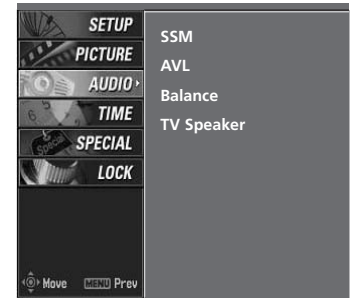 SETUP
PICTURE
AUDIO
TIME
SPECIAL
LOCK
Move MENU Prev
SSM
AVL
Balance
TV Speaker